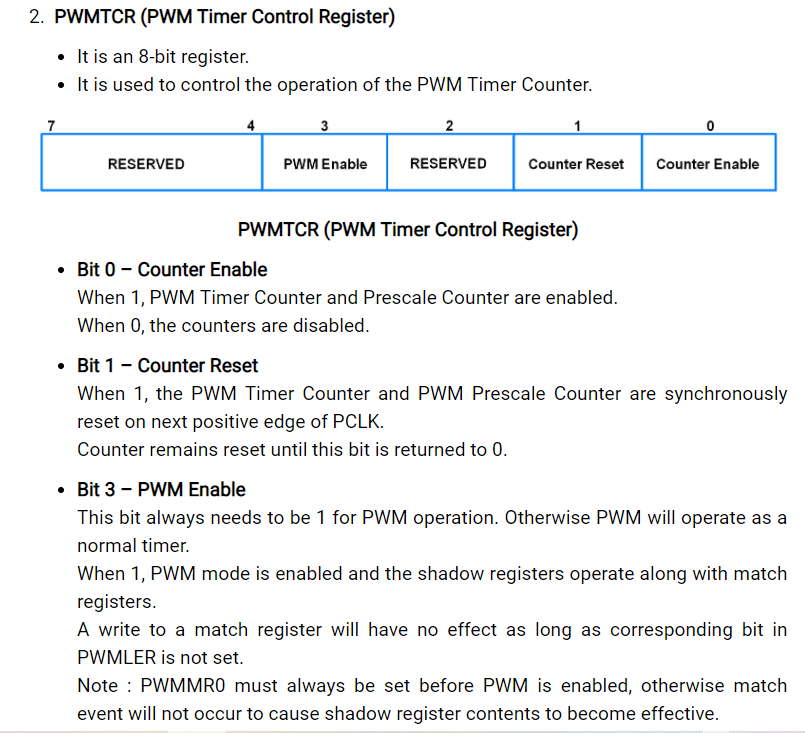 2. PWMTCR (PWM Timer Control Register)
• It is an 8-bit register.
• It is used to control the operation of the PWM Timer Counter.
7 4 3 2 1 0
RESERVED PWM Enable RESERVED Counter Reset Counter Enable
PWMTCR (PWM Timer Control Register)
• Bit 0 – Counter Enable
When 1, PWM Timer Counter and Prescale Counter are enabled.
When 0, the counters are disabled.
• Bit 1 – Counter Reset
When 1, the PWM Timer Counter and PWM Prescale Counter are synchronously
reset on next positive edge of PCLK.
Counter remains reset until this bit is returned to 0.
• Bit 3 – PWM Enable
This bit always needs to be 1 for PWM operation. Otherwise PWM will operate as a
normal timer.
When 1, PWM mode is enabled and the shadow registers operate along with match
registers.
A write to a match register will have no effect as long as corresponding bit in
PWMLER is not set.
Note : PWMMR0 must always be set before PWM is enabled, otherwise match
event will not occur to cause shadow register contents to become effective.